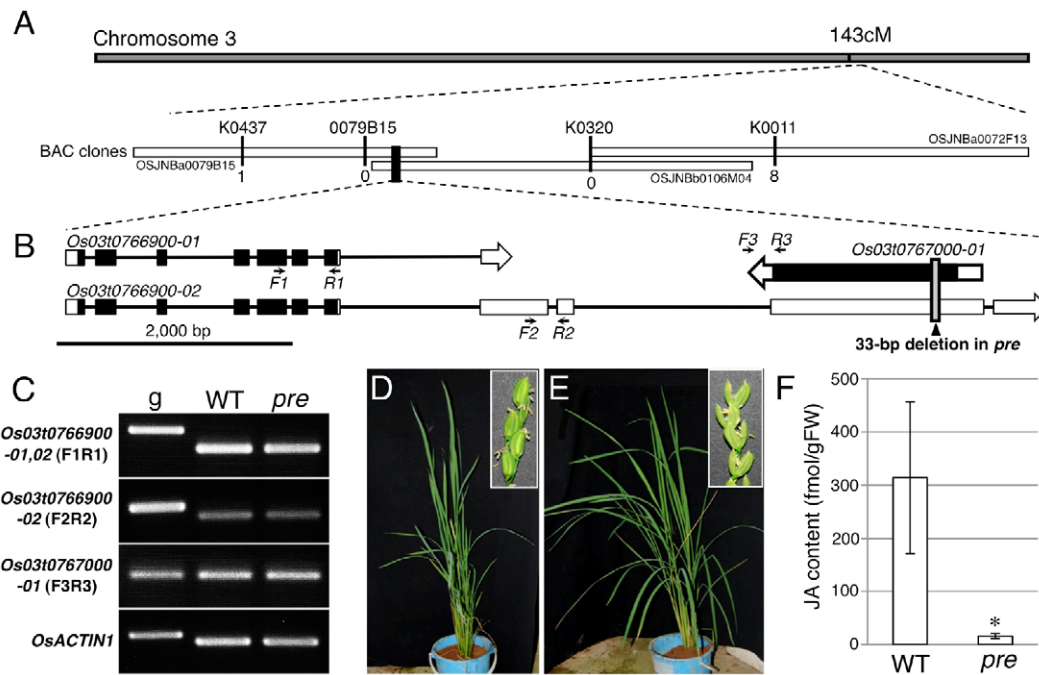 A
Chromosome 3
143cM
K0437
0079B15
K0320
K0011
BAC clones
OSJNBa0079B15
OSJNBb0106M04
OSJNBa0072F13
1
0
0
8
B
Os03t0766900-01
F1
R1
F3
R3
Os03t0767000-01
Os03t0766900-02
F2
R2
2,000 bp
33-bp deletion in pre
C
g
WT
pre
Os03t0766900
-01,02 (F1R1)
Os03t0766900
-02 (F2R2)
Os03t0767000
-01 (F3R3)
OsACTIN1
D
E
F
JA content (fmol/gFW)
500
400
300
200
100
0
*
WT
pre